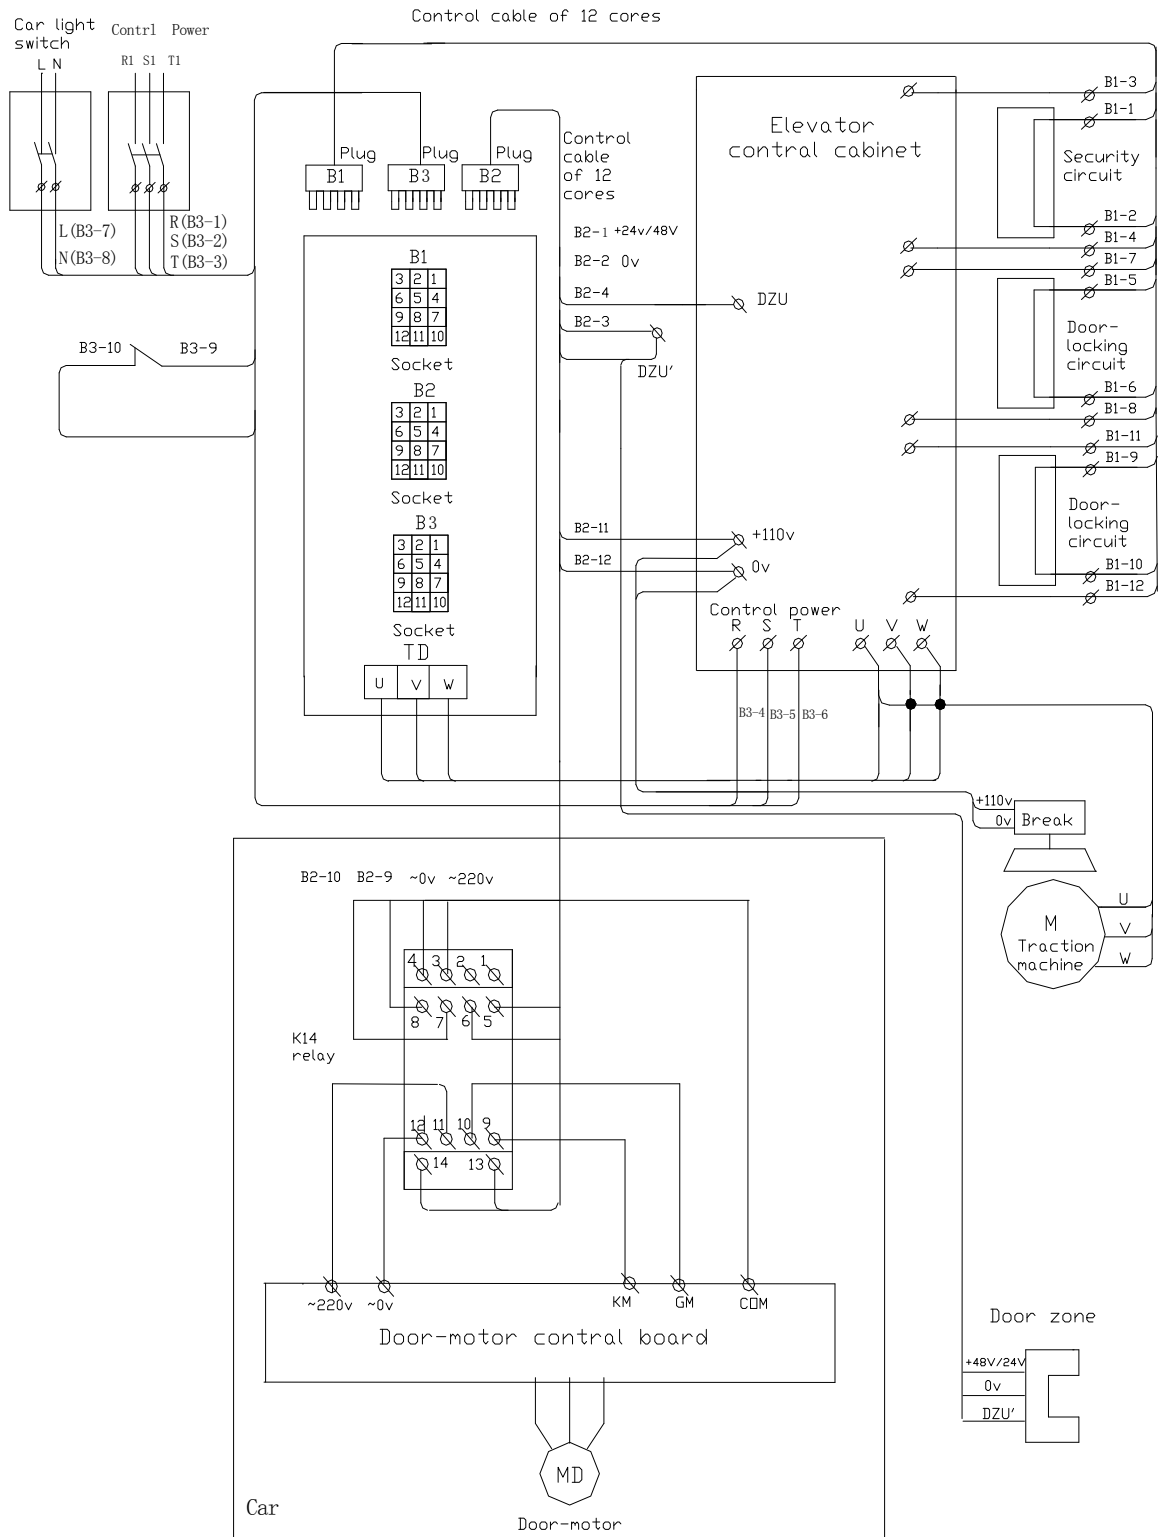 Control cable of 12 cores
Car light
switch
L N
Contrl Power
R1 S1 T1
L(B3-7)
N(B3-8)
R(B3-1)
S(B3-2)
T(B3-3)
B3-10
B3-9
Plug
B1
Plug
B3
Plug
B2
Control
cable
of 12
cores
B1
3 2 1
6 5 4
9 8 7
12 11 10
Socket
B2
3 2 1
6 5 4
9 8 7
12 11 10
Socket
B3
3 2 1
6 5 4
9 8 7
12 11 10
Socket
TD
U V W
B2-1 +24v/48V
B2-2 0v
B2-4
B2-3
DZU'
B2-11
B2-12
Elevator
control cabinet
DZU
+110v
0v
Control power
R S T
U V W
B3-4 B3-5 B3-6
B1-3
B1-1
Security
circuit
B1-2
B1-4
B1-7
B1-5
Door-
locking
circuit
B1-6
B1-8
B1-11
B1-9
Door-
locking
circuit
B1-10
B1-12
+110v
0v
Break
M
Traction
machine
U
V
W
B2-10 B2-9 ~0v ~220v
4 3 2 1
8 7 6 5
K14
relay
12 11 10 9
14 13
~220v ~0v KM GM COM
Door-motor control board
MD
Door-motor
Car
Door zone
+48V/24V
0v
DZU'